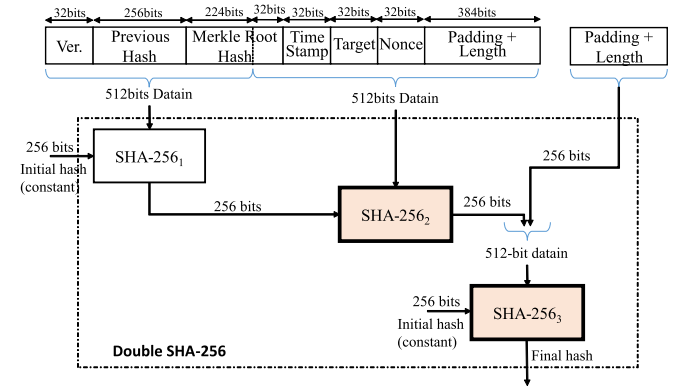 32bits 256bits 224bits 32bits 32bits 32bits 32bits 384bits
Ver. Previous Hash Merkle Root Hash Time Stamp Target Nonce Padding + Length Padding + Length
512bits Datain 512bits Datain
256 bits
Initial hash
(constant)
SHA-256₁
256 bits
256 bits
SHA-256₂
256 bits
512-bit datain
256 bits
Initial hash
(constant)
SHA-256₃
Double SHA-256
Final hash